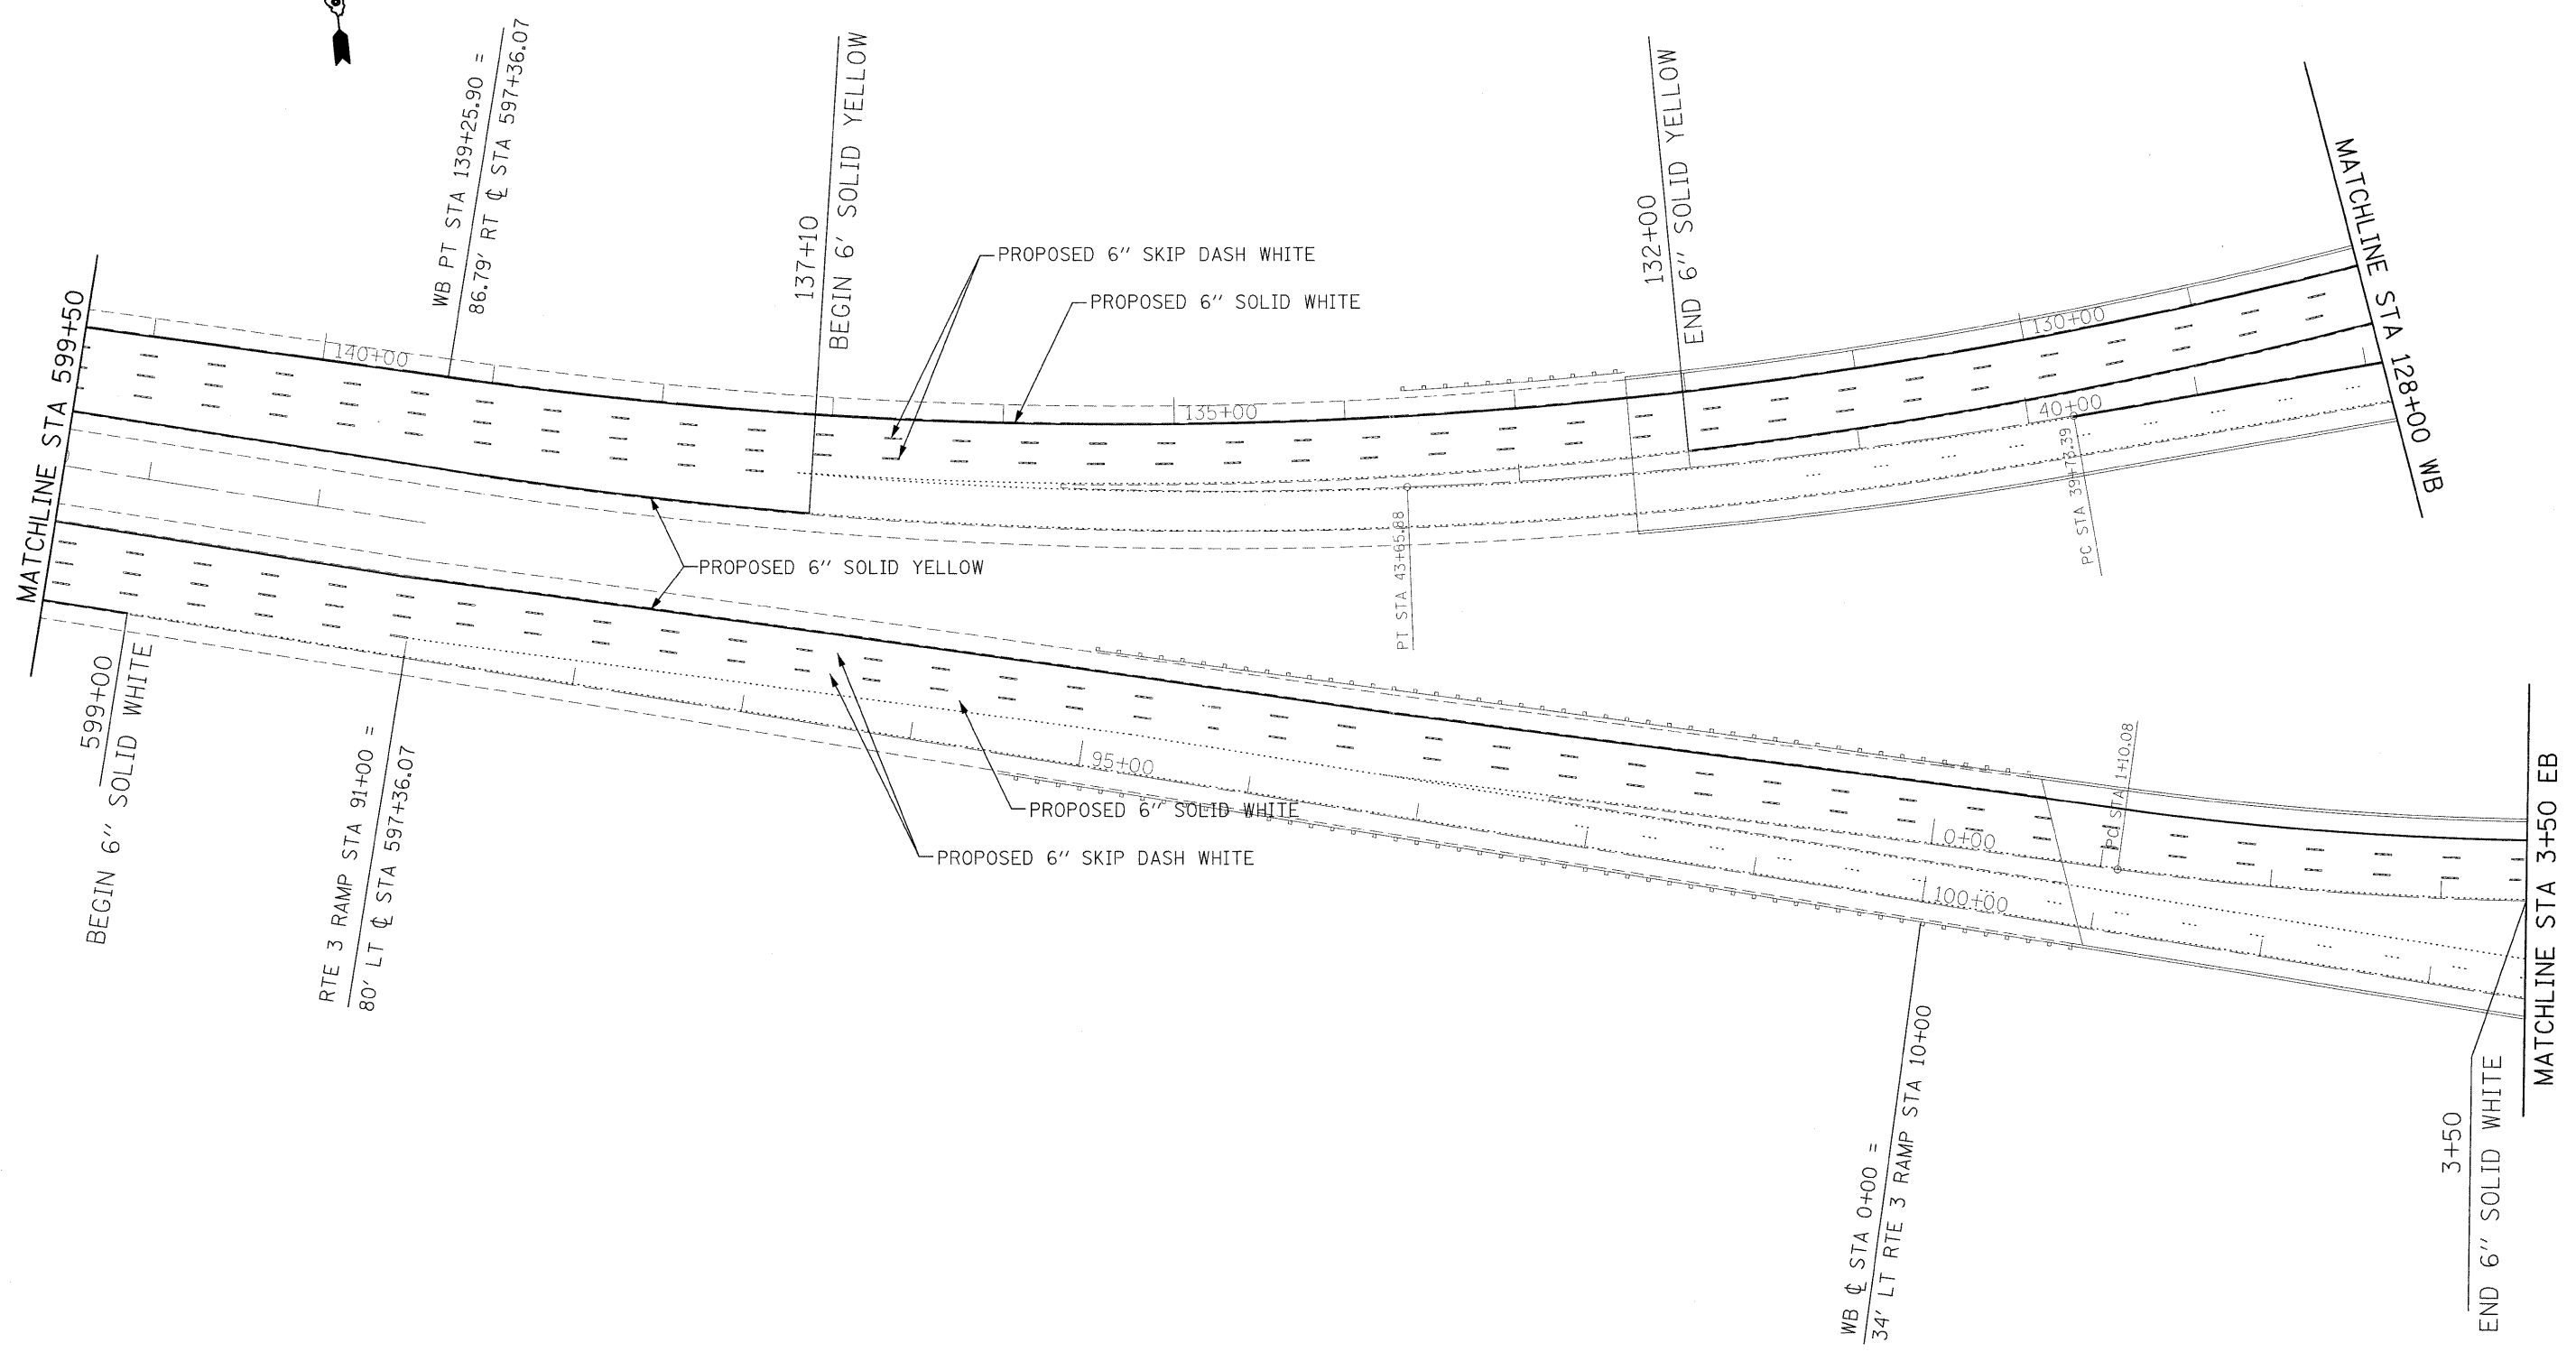 WB PT STA 139+25.90 =
86.79' RT ℄ STA 597+36.07
137+10
BEGIN 6' SOLID YELLOW
132+00
END 6" SOLID YELLOW
MATCHLINE STA 128+00 WB
MATCHLINE STA 599+50
PROPOSED 6" SKIP DASH WHITE
PROPOSED 6" SOLID WHITE
140+00
135+00
130+00
40+00
PC STA 39+73.39
PT STA 43+65.88
PROPOSED 6" SOLID YELLOW
599+00
BEGIN 6" SOLID WHITE
RTE 3 RAMP STA 91+00 =
80' LT ℄ STA 597+36.07
95+00
PROPOSED 6" SOLID WHITE
PROPOSED 6" SKIP DASH WHITE
0+00
PC STA 1+10.08
100+00
WB ℄ STA 0+00 =
34' LT RTE 3 RAMP STA 10+00
MATCHLINE STA 3+50 EB
3+50
END 6" SOLID WHITE